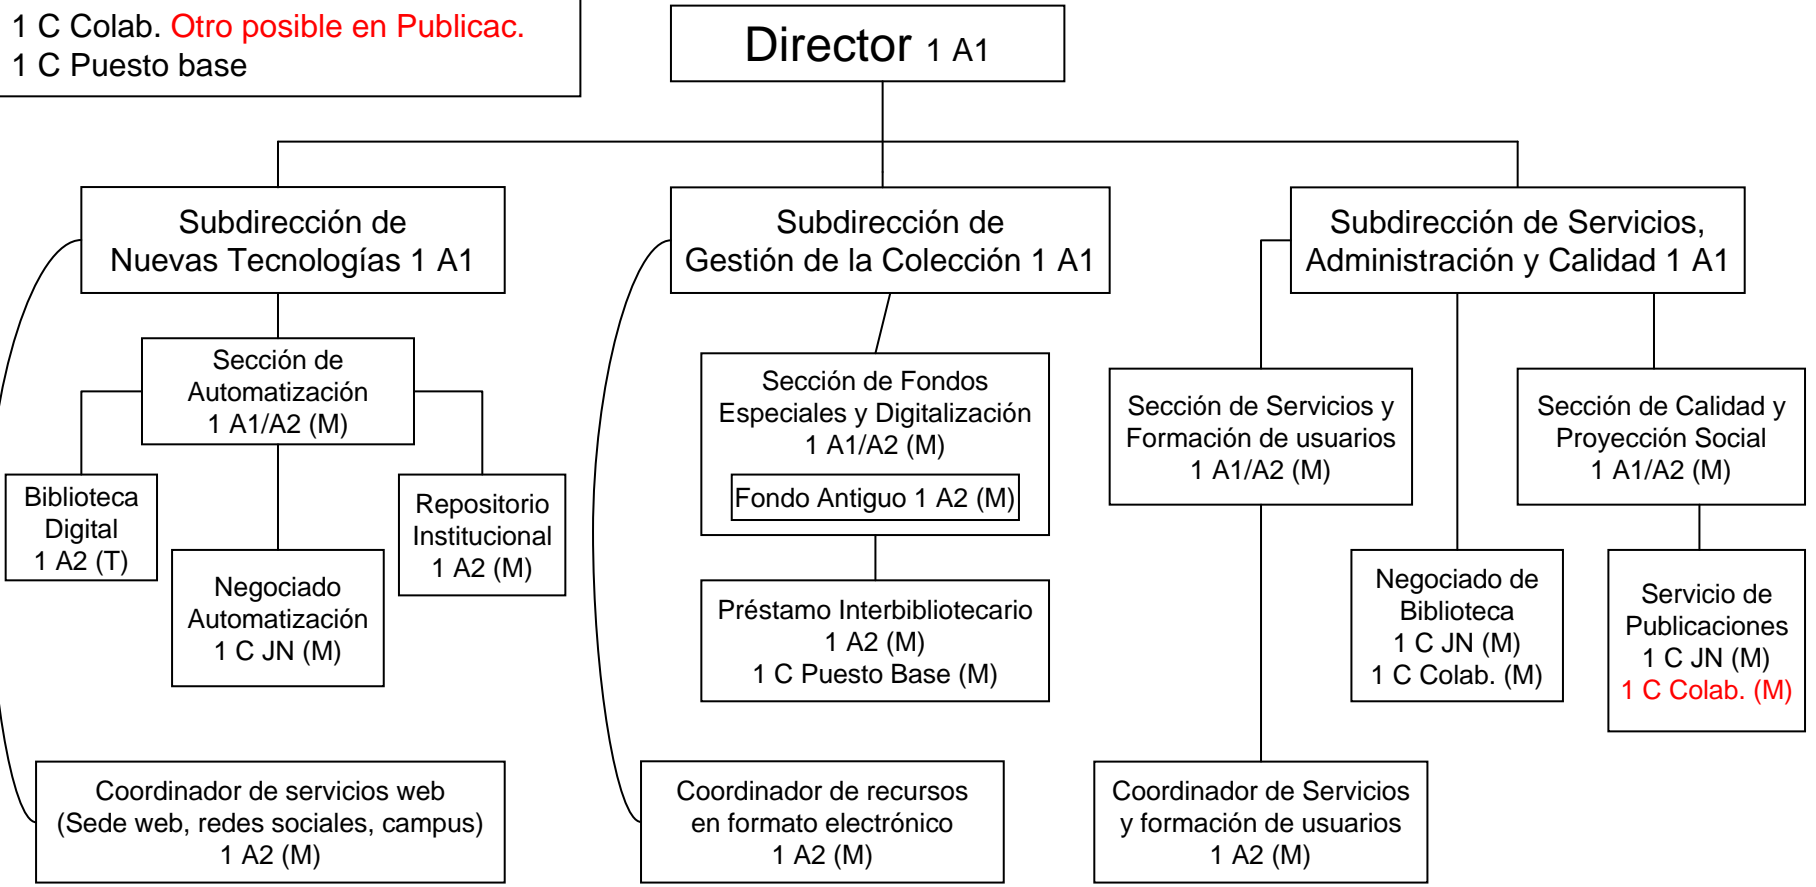 1 C Colab. Otro posible en Publicac.
1 C Puesto base
Director 1 A1
Subdirección de
Nuevas Tecnologías 1 A1
Subdirección de
Gestión de la Colección 1 A1
Subdirección de Servicios,
Administración y Calidad 1 A1
Sección de
Automatización
1 A1/A2 (M)
Sección de Fondos
Especiales y Digitalización
1 A1/A2 (M)
Fondo Antiguo 1 A2 (M)
Sección de Servicios y
Formación de usuarios
1 A1/A2 (M)
Sección de Calidad y
Proyección Social
1 A1/A2 (M)
Biblioteca
Digital
1 A2 (T)
Negociado
Automatización
1 C JN (M)
Repositorio
Institucional
1 A2 (M)
Préstamo Interbibliotecario
1 A2 (M)
1 C Puesto Base (M)
Negociado de
Biblioteca
1 C JN (M)
1 C Colab. (M)
Servicio de
Publicaciones
1 C JN (M)
1 C Colab. (M)
Coordinador de servicios web
(Sede web, redes sociales, campus)
1 A2 (M)
Coordinador de recursos
en formato electrónico
1 A2 (M)
Coordinador de Servicios
y formación de usuarios
1 A2 (M)